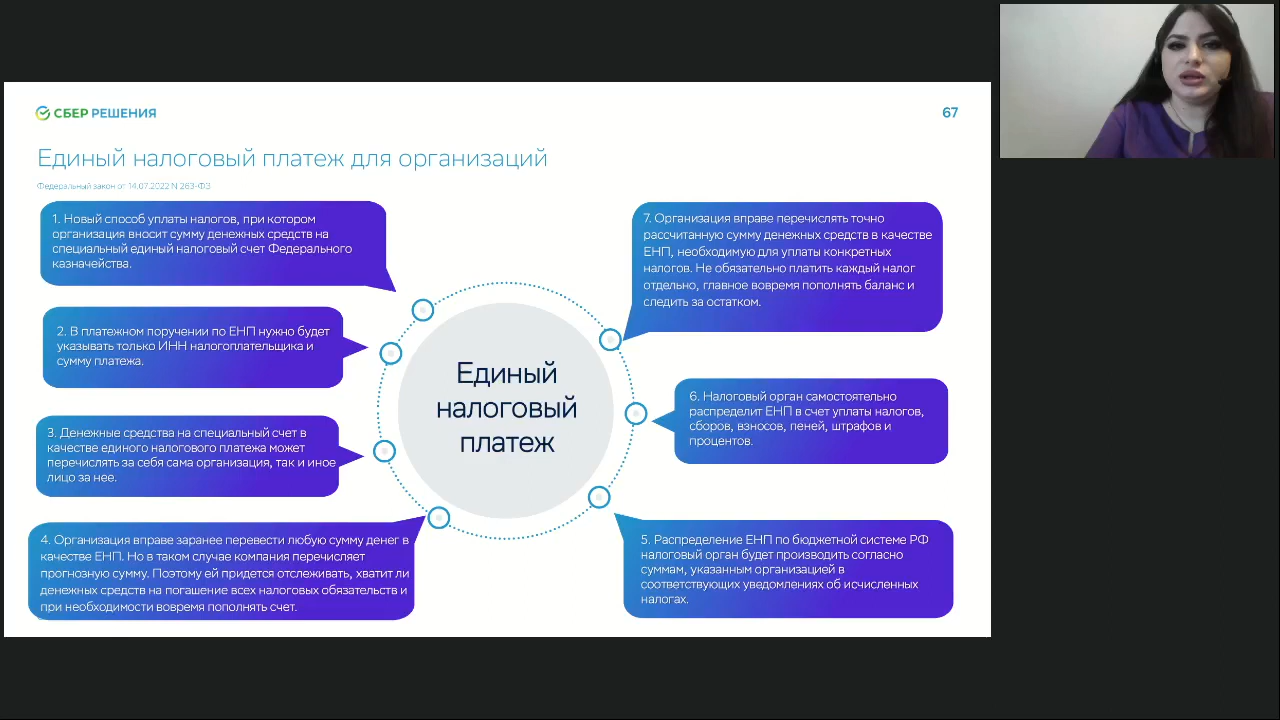 СБЕР РЕШЕНИЯ
67
Единый налоговый платеж для организаций
Федеральный закон от 14.07.2022 N 263-ФЗ
1. Новый способ уплаты налогов, при котором
организация вносит сумму денежных средств на
специальный единый налоговый счет Федерального
казначейства.
2. В платежном поручении по ЕНП нужно будет
указывать только ИНН налогоплательщика и
сумму платежа.
3. Денежные средства на специальный счет в
качестве единого налогового платежа может
перечислять за себя сама организация, так и иное
лицо за нее.
4. Организация вправе заранее перевести любую сумму денег в
качестве ЕНП. Но в таком случае компания перечисляет
прогнозную сумму. Поэтому ей придется отслеживать, хватит ли
денежных средств на погашение всех налоговых обязательств и
при необходимости вовремя пополнять счет.
Единый
налоговый
платеж
7. Организация вправе перечислять точно
рассчитанную сумму денежных средств в качестве
ЕНП, необходимую для уплаты конкретных
налогов. Не обязательно платить каждый налог
отдельно, главное вовремя пополнять баланс и
следить за остатком.
6. Налоговый орган самостоятельно
распределит ЕНП в счет уплаты налогов,
сборов, взносов, пеней, штрафов и
процентов.
5. Распределение ЕНП по бюджетной системе РФ
налоговый орган будет производить согласно
суммам, указанным организацией в
соответствующих уведомлениях об исчисленных
налогах.